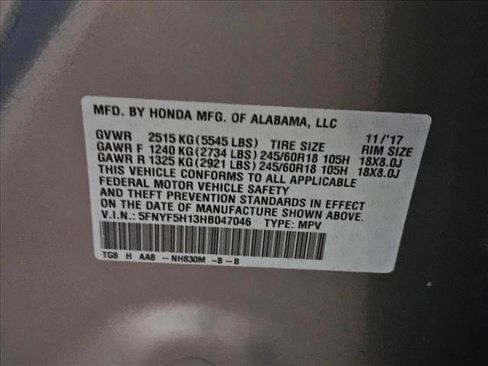 MFD. BY HONDA MFG. OF ALABAMA, LLC
GVWR 2515 KG(5545 LBS) TIRE SIZE 11/'17 RIM SIZE
GAWR F 1240 KG(2734 LBS) 245/60R18 105H 18X8.0J
GAWR R 1325 KG(2921 LBS) 245/60R18 105H 18X8.0J
THIS VEHICLE CONFORMS TO ALL APPLICABLE
FEDERAL MOTOR VEHICLE SAFETY
AND THEFT PREVENTION STANDARDS IN EFFECT
ON THE DATE OF MANUFACTURE SHOWN ABOVE.
V.I.N.: 5FNYF5H13HB047046 TYPE: MPV
TG8 H AA8 - NH830M -B - B